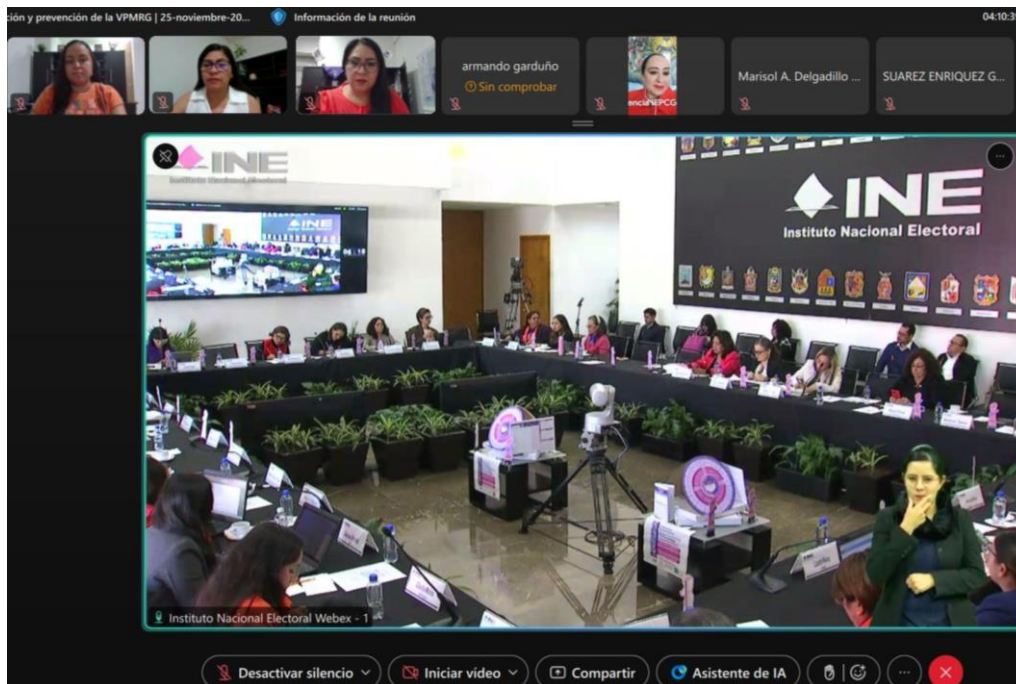 ción y prevención de la VPMRG | 25-noviembre-20...
Información de la reunión
04:10:3
armando garduño
Sin comprobar
Marisol A. Delgadillo ...
SUAREZ ENRIQUEZ G...
INE
Instituto Nacional Electoral
INE
Instituto Nacional Electoral
INE
Instituto Nacional Electoral Webex - 1
Desactivar silencio
Iniciar vídeo
Compartir
Asistente de IA